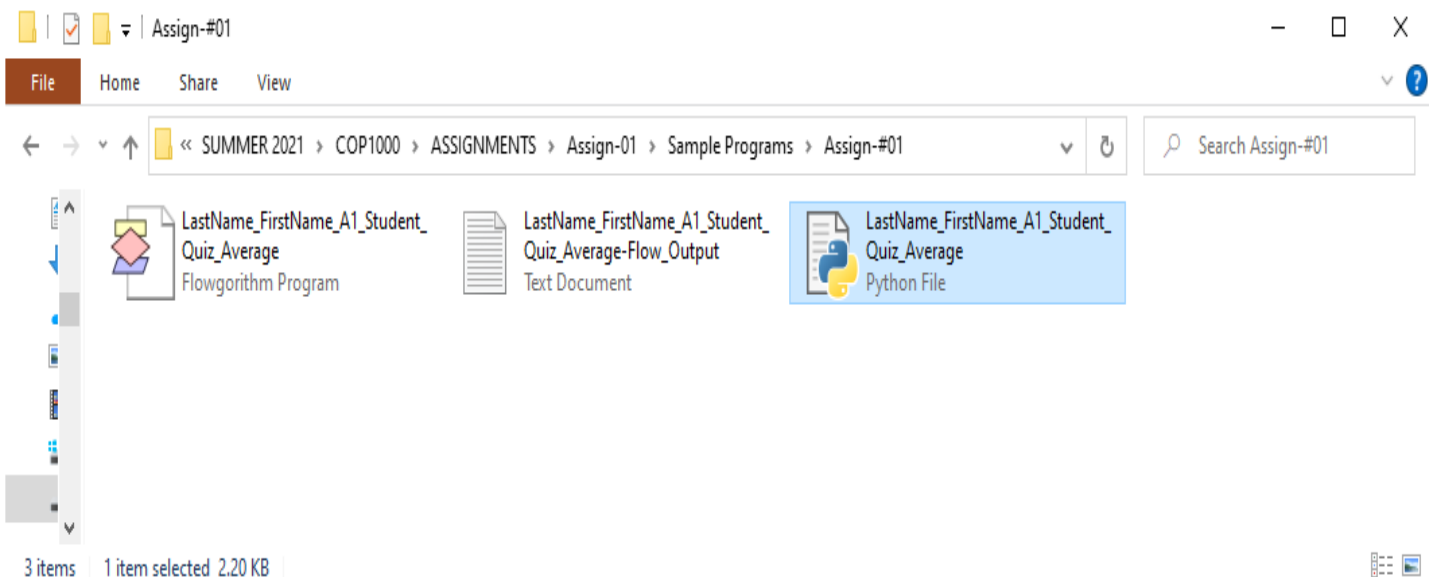 Assign-#01
File Home Share View
« SUMMER 2021 › COP1000 › ASSIGNMENTS › Assign-01 › Sample Programs › Assign-#01
Search Assign-#01
LastName_FirstName_A1_Student_
Quiz_Average
Flowgorithm Program
LastName_FirstName_A1_Student_
Quiz_Average-Flow_Output
Text Document
LastName_FirstName_A1_Student_
Quiz_Average
Python File
3 items 1 item selected 2.20 KB